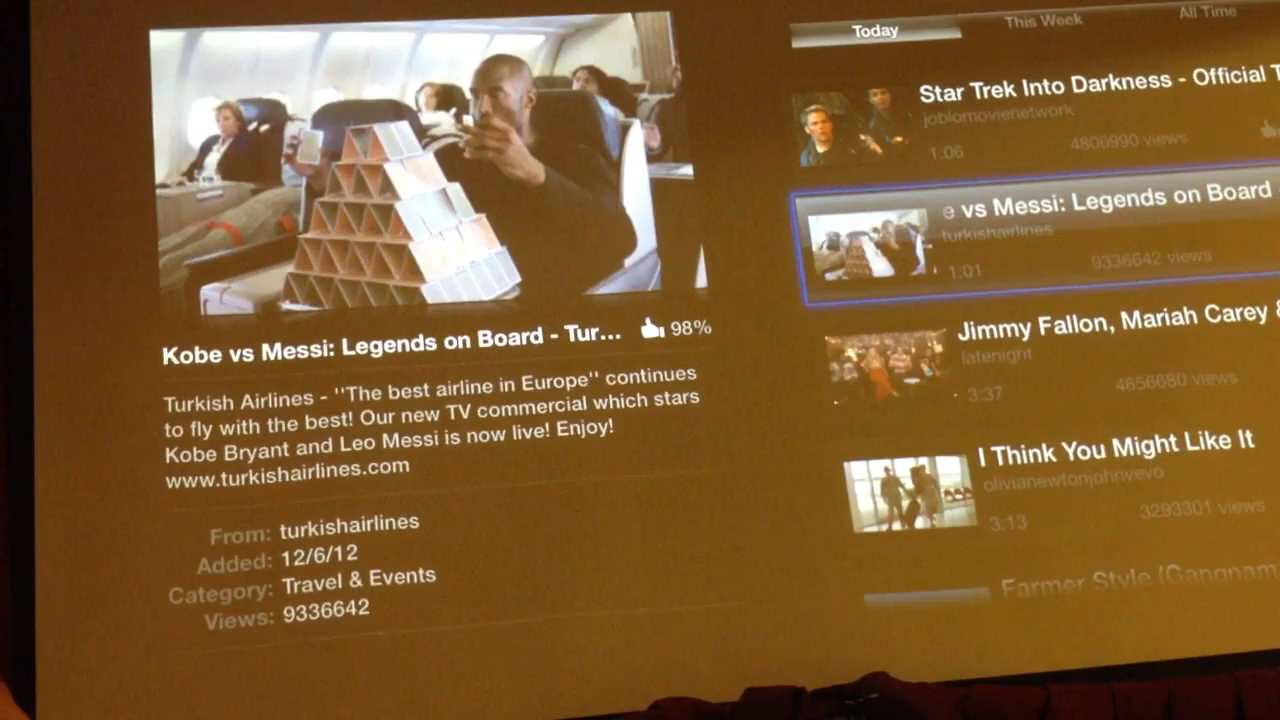 Kobe vs Messi: Legends on Board - Tur... 98%
Turkish Airlines - "The best airline in Europe" continues
to fly with the best! Our new TV commercial which stars
Kobe Bryant and Leo Messi is now live! Enjoy!
www.turkishairlines.com
From: turkishairlines
Added: 12/6/12
Category: Travel & Events
Views: 9336642
Today This Week All Time
Star Trek Into Darkness - Official T
joblomovienetwork
1.06 4806990 views
e vs Messi: Legends on Board
turkishairlines
1:01 9336642 views
Jimmy Fallon, Mariah Carey &
latenight
3:37 4656680 views
I Think You Might Like It
olivianewtonjohnvevo
3:13 3293301 views
Farmer Style (Gangnam